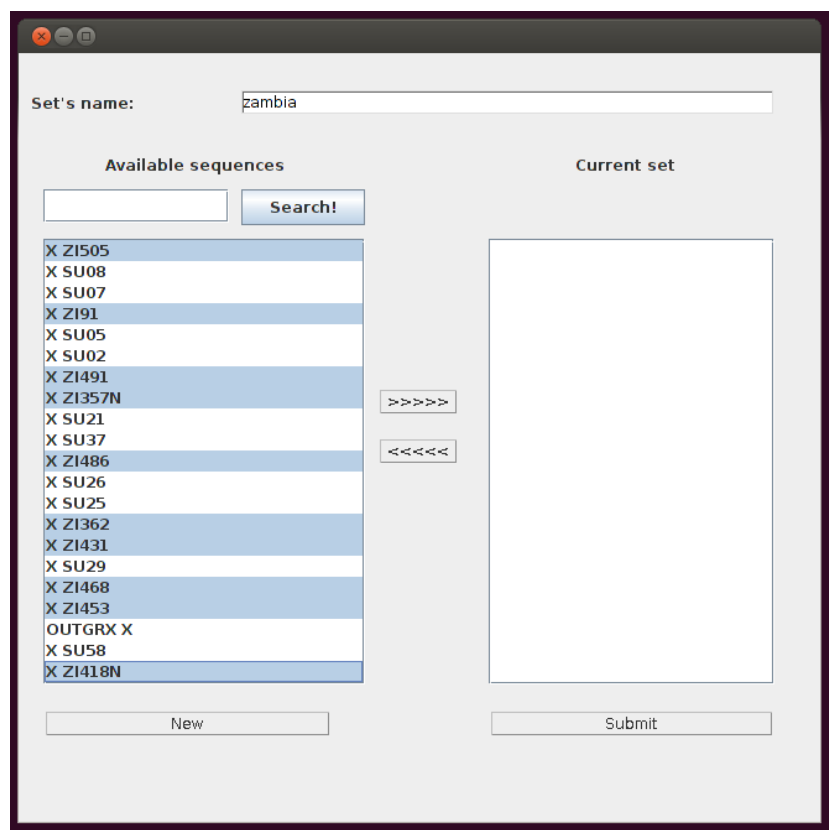 Set's name: zambia
Available sequences Current set
Search!
X ZI505
X SU08
X SU07
X ZI91
X SU05
X SU02
X ZI491
X ZI357N
X SU21
X SU37
X ZI486
X SU26
X SU25
X ZI362
X ZI431
X SU29
X ZI468
X ZI453
OUTGRX X
X SU58
X ZI418N
>>>>>
<<<<<
New Submit